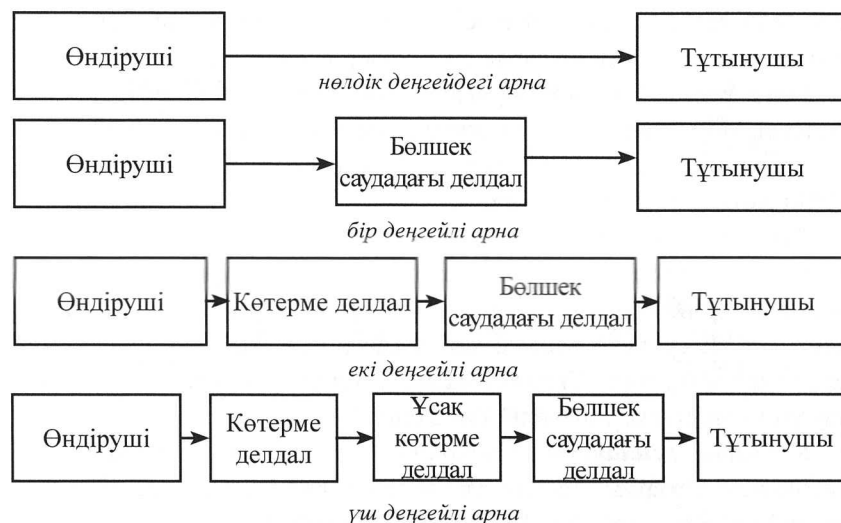 Өндіруші
Тұтынушы
нөлдік деңгейдегі арна
Өндіруші
Бөлшек
саудадағы делдал
Тұтынушы
бір деңгейлі арна
Өндіруші
Көтерме делдал
Бөлшек
саудадағы делдал
Тұтынушы
екі деңгейлі арна
Өндіруші
Көтерме
делдал
Ұсақ
көтерме
делдал
Бөлшек
саудадағы
делдал
Тұтынушы
үш деңгейлі арна